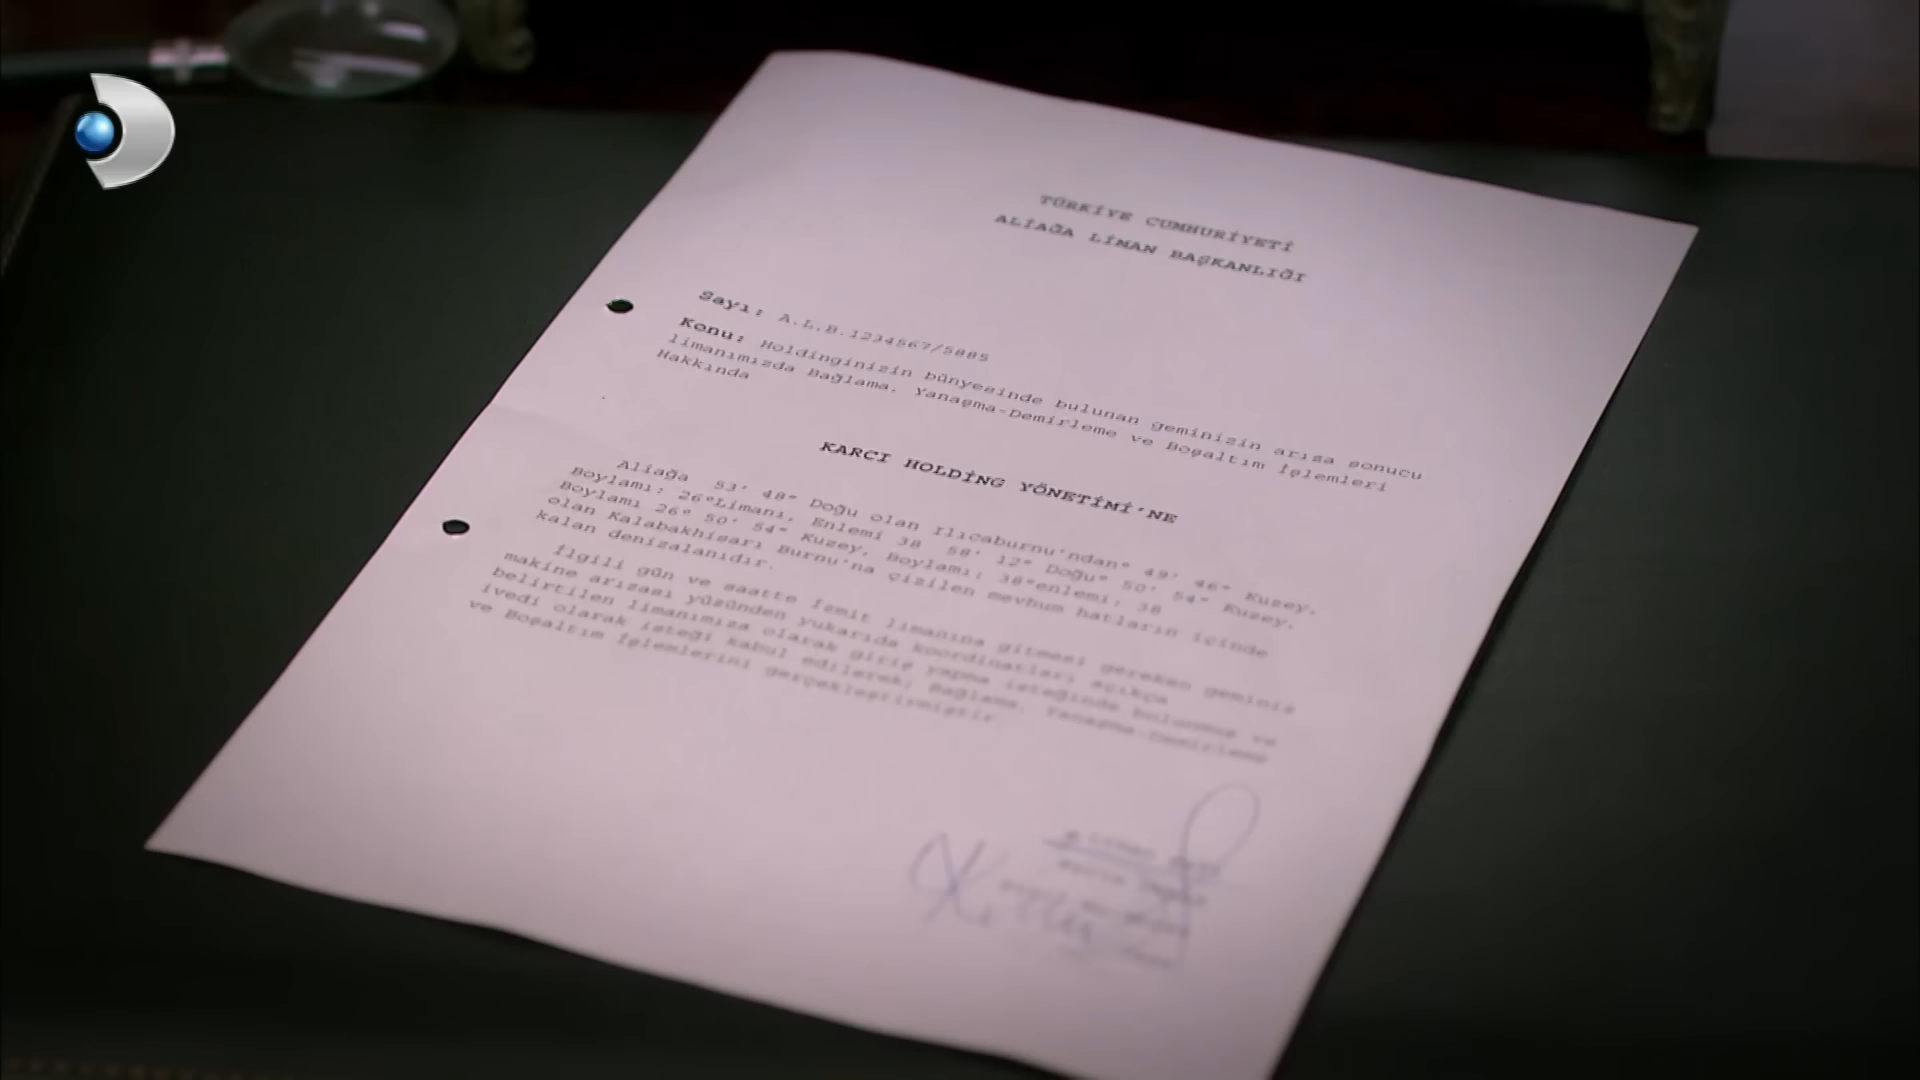 TÜRKİYE CUMHURİYETİ
ALİAĞA LİMAN BAŞKANLIĞI
Sayı: A.L.B.1234567/5885
Konu: Holdinginizin bünyesinde bulunan geminizin arıza sonucu
limanımızda Bağlama, Yanaşma-Demirleme ve Boşaltım İşlemleri
Hakkında
KARCI HOLDİNG YÖNETİMİ'NE
Aliağa 53' 48" Doğu olan Ilıcaburnu'ndan° 49' 46" Kuzey,
Boylamı: 26°Limanı, Enlemi 38 58' 12" Doğu° 50' 54" Kuzey,
Boylamı 26° 50' 54" Kuzey, Boylamı: 38°enlemi: 38
olan Kalabakhisarı Burnu'na çizilen mevhum hatların içinde
kalan denizalanıdır.
İlgili gün ve saatte İzmit limanına gitmesi gereken geminiz
makine arızası yüzünden yukarıda koordinatları açıkça
belirtilen limanımıza olarak giriş yapma isteğinde bulunmuş ve
ivedi olarak isteği kabul edilerek; Bağlama, Yanaşma-Demirleme
ve Boşaltım İşlemlerini gerçekleştirmiştir